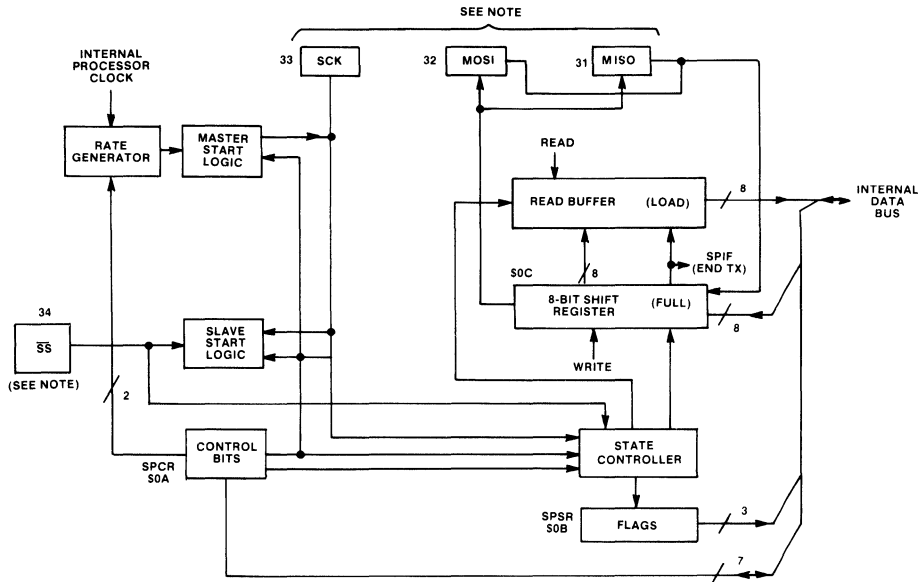 SEE NOTE
INTERNAL
PROCESSOR
CLOCK
33
SCK
32
MOSI
31
MISO
RATE
GENERATOR
MASTER
START
LOGIC
READ
READ BUFFER (LOAD)
8
INTERNAL
DATA
BUS
8
SPIF
(END TX)
$0C
8-BIT SHIFT
REGISTER
(FULL)
8
WRITE
34
SS
(SEE NOTE)
SLAVE
START
LOGIC
2
CONTROL
BITS
SPCR
$0A
STATE
CONTROLLER
SPSR
$0B
FLAGS
3
7